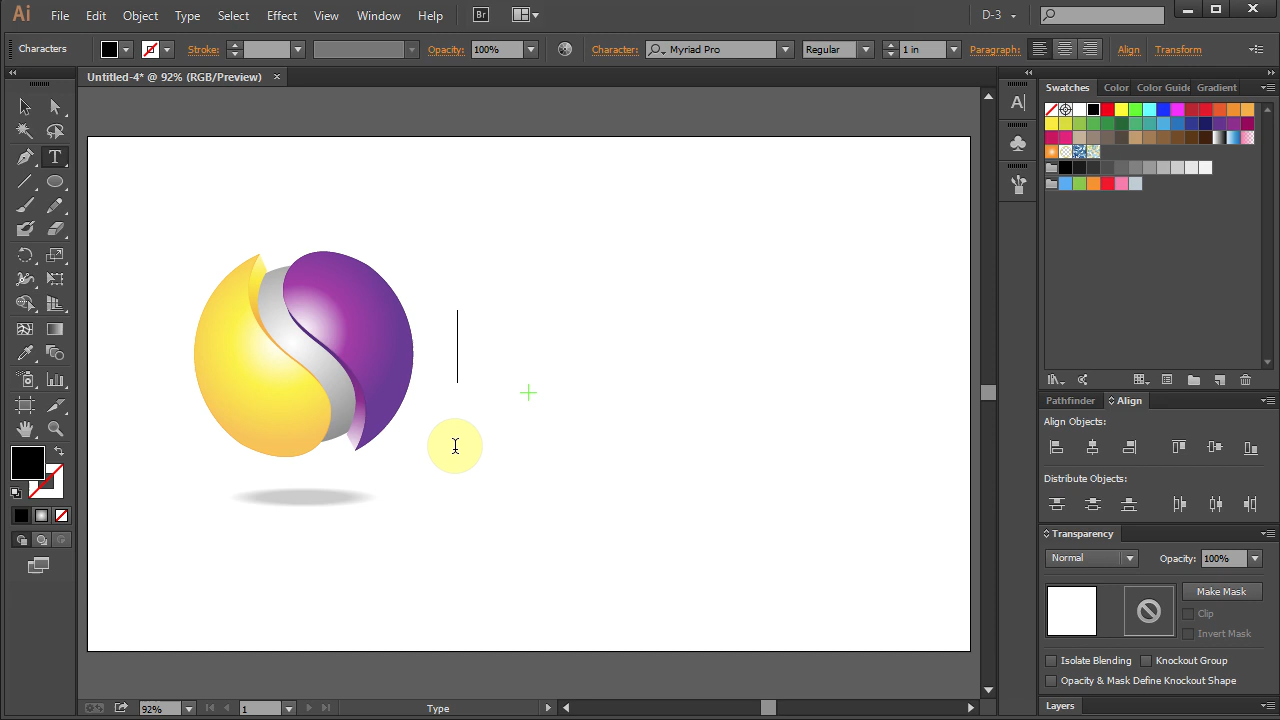 Ai File Edit Object Type Select Effect View Window Help Br D-3
Characters Stroke: Opacity: 100% Character: Myriad Pro Regular 1 in Paragraph: Align Transform
Untitled-4* @ 92% (RGB/Preview) ×
Swatches Color Color Guide Gradient
A
T
Pathfinder Align
Align Objects:
Distribute Objects:
Transparency
Normal Opacity: 100%
Make Mask
Clip
Invert Mask
Isolate Blending Knockout Group
Opacity & Mask Define Knockout Shape
Layers
92% 1 Type